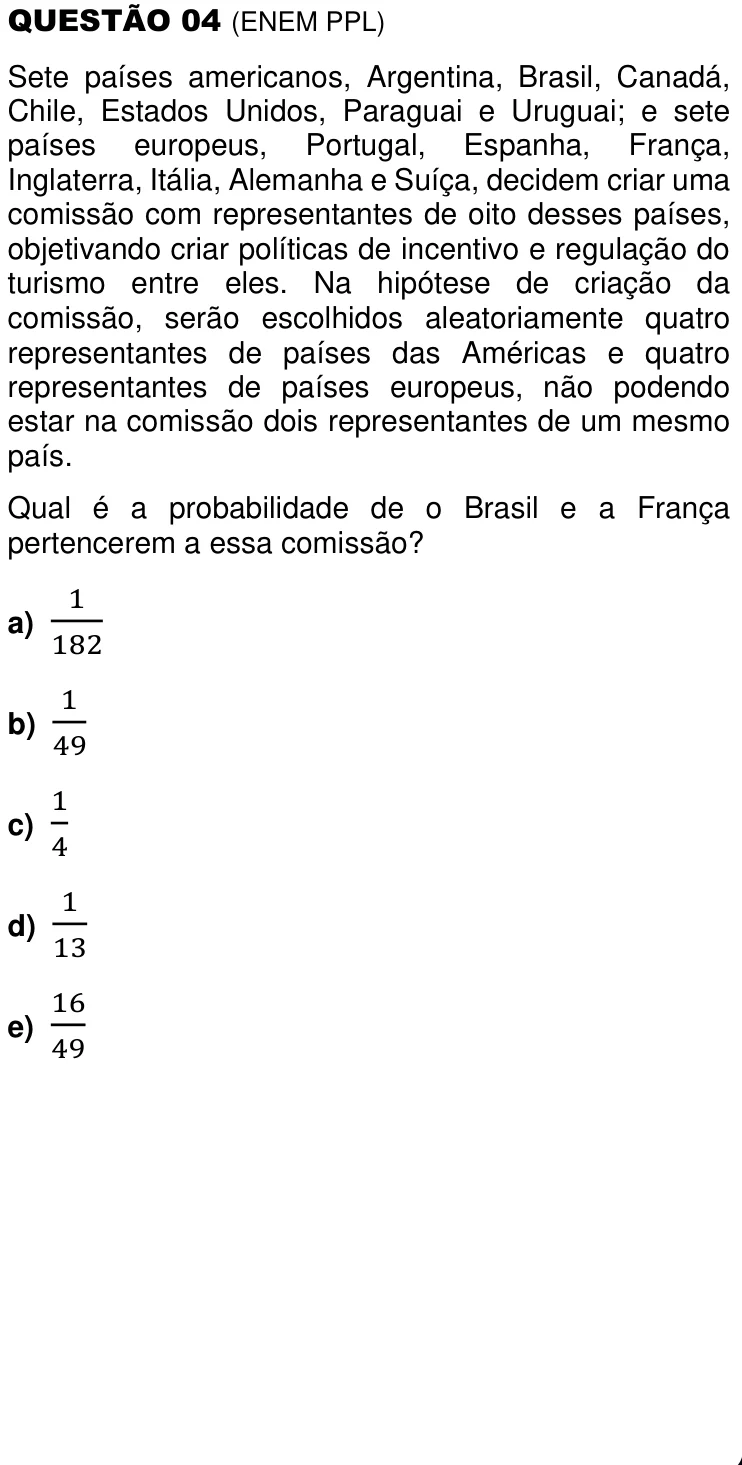 QUESTÃO 04 (ENEM PPL)
Sete países americanos, Argentina, Brasil, Canadá,
Chile, Estados Unidos, Paraguai e Uruguai; e sete
países europeus, Portugal, Espanha, França,
Inglaterra, Itália, Alemanha e Suíça, decidem criar uma
comissão com representantes de oito desses países,
objetivando criar políticas de incentivo e regulação do
turismo entre eles. Na hipótese de criação da
comissão, serão escolhidos aleatoriamente quatro
representantes de países das Américas e quatro
representantes de países europeus, não podendo
estar na comissão dois representantes de um mesmo
país.
Qual é a probabilidade de o Brasil e a França
pertencerem a essa comissão?
a) 1/182
b) 1/49
c) 1/4
d) 1/13
e) 16/49